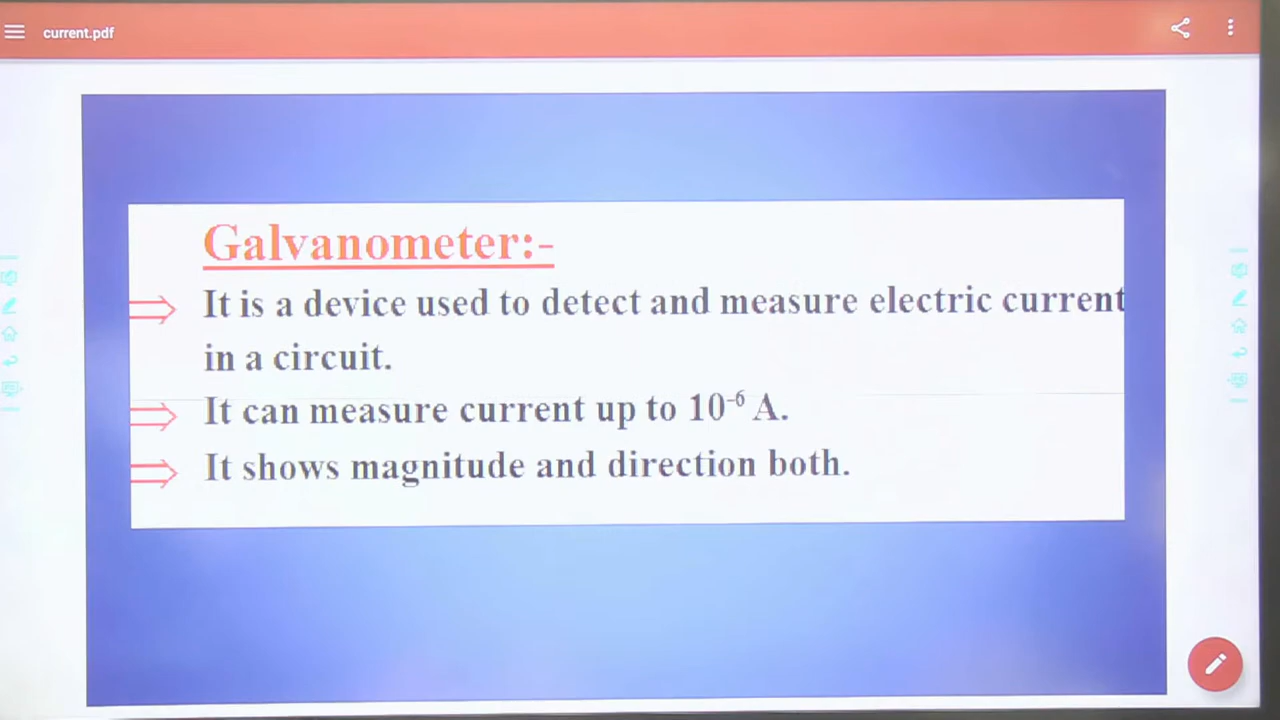 current.pdf
Galvanometer:-
It is a device used to detect and measure electric current
in a circuit.
It can measure current up to 10⁻⁶ A.
It shows magnitude and direction both.